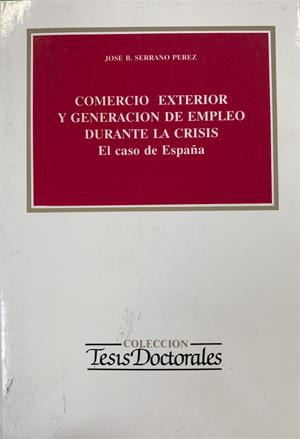 JOSE B. SERRANO PEREZ
COMERCIO EXTERIOR
Y GENERACION DE EMPLEO
DURANTE LA CRISIS
El caso de España
COLECCION
Tesis Doctorales